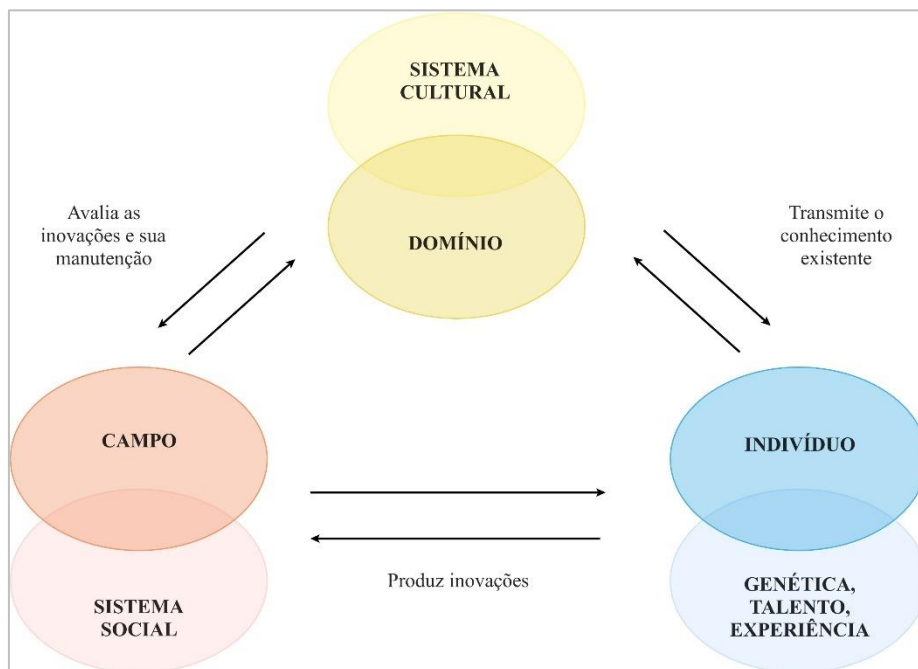 SISTEMA
CULTURAL
DOMÍNIO
Avalia as
inovações e sua
manutenção
Transmite o
conhecimento
existente
CAMPO
INDIVÍDUO
Produz inovações
SISTEMA
SOCIAL
GENÉTICA,
TALENTO,
EXPERIÊNCIA